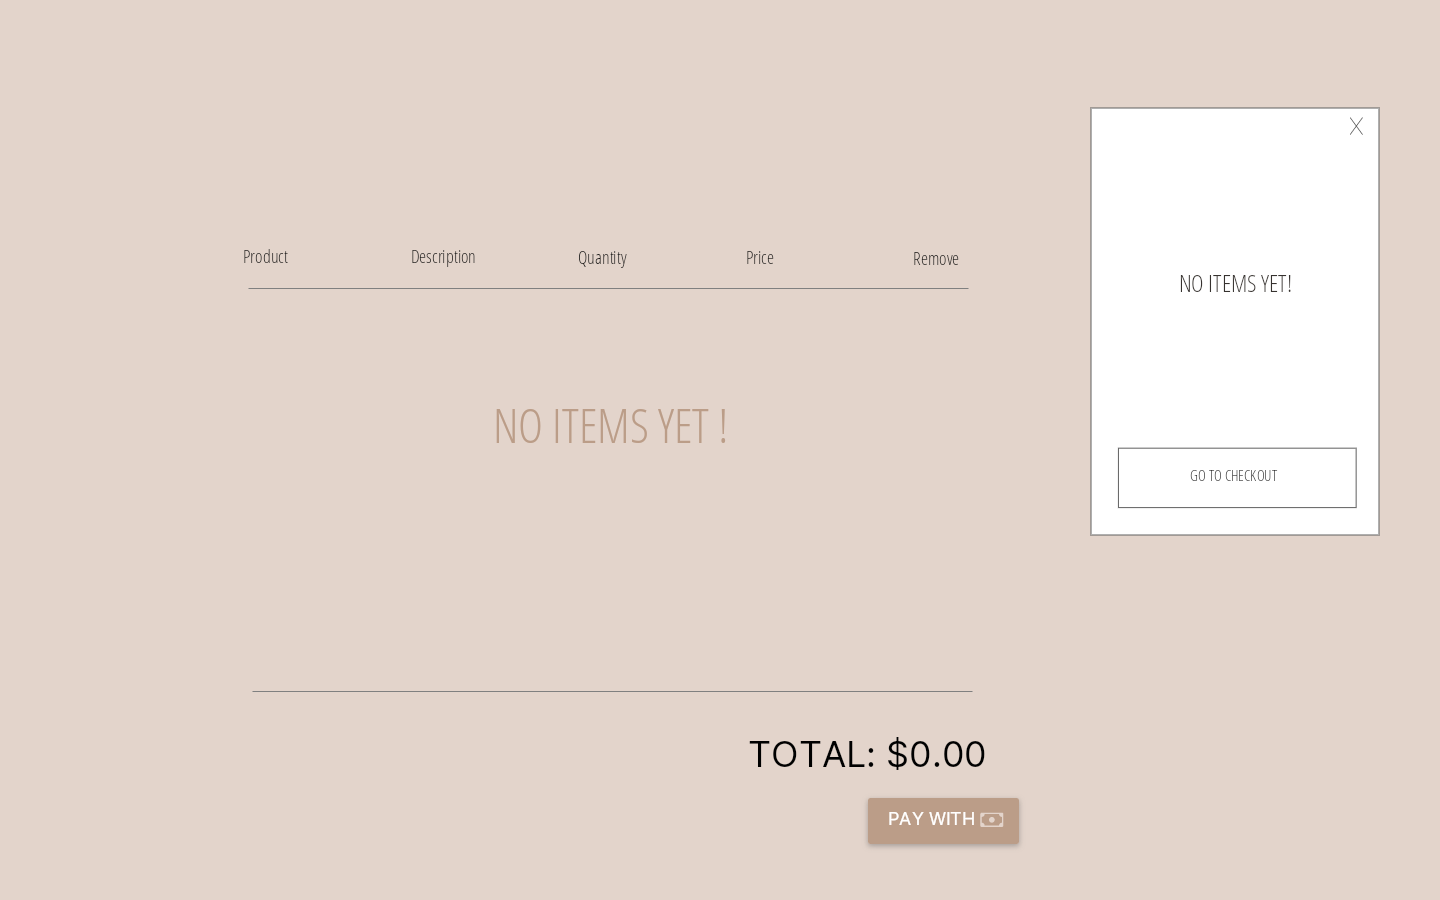 X
Product Description Quantity Price Remove
NO ITEMS YET!
NO ITEMS YET !
GO TO CHECKOUT
TOTAL: $0.00
PAY WITH